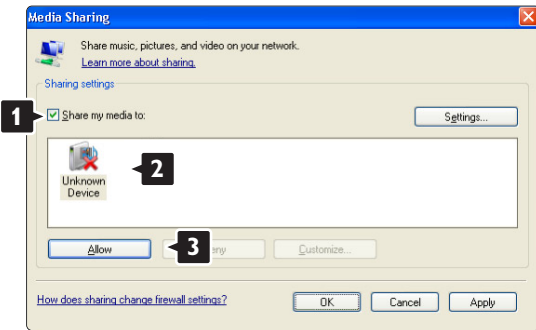 Media Sharing
Share music, pictures, and video on your network.
Learn more about sharing.
Sharing settings
1
Share my media to:
Settings...
2
Unknown
Device
Allow
3
Customize...
How does sharing change firewall settings?
OK
Cancel
Apply